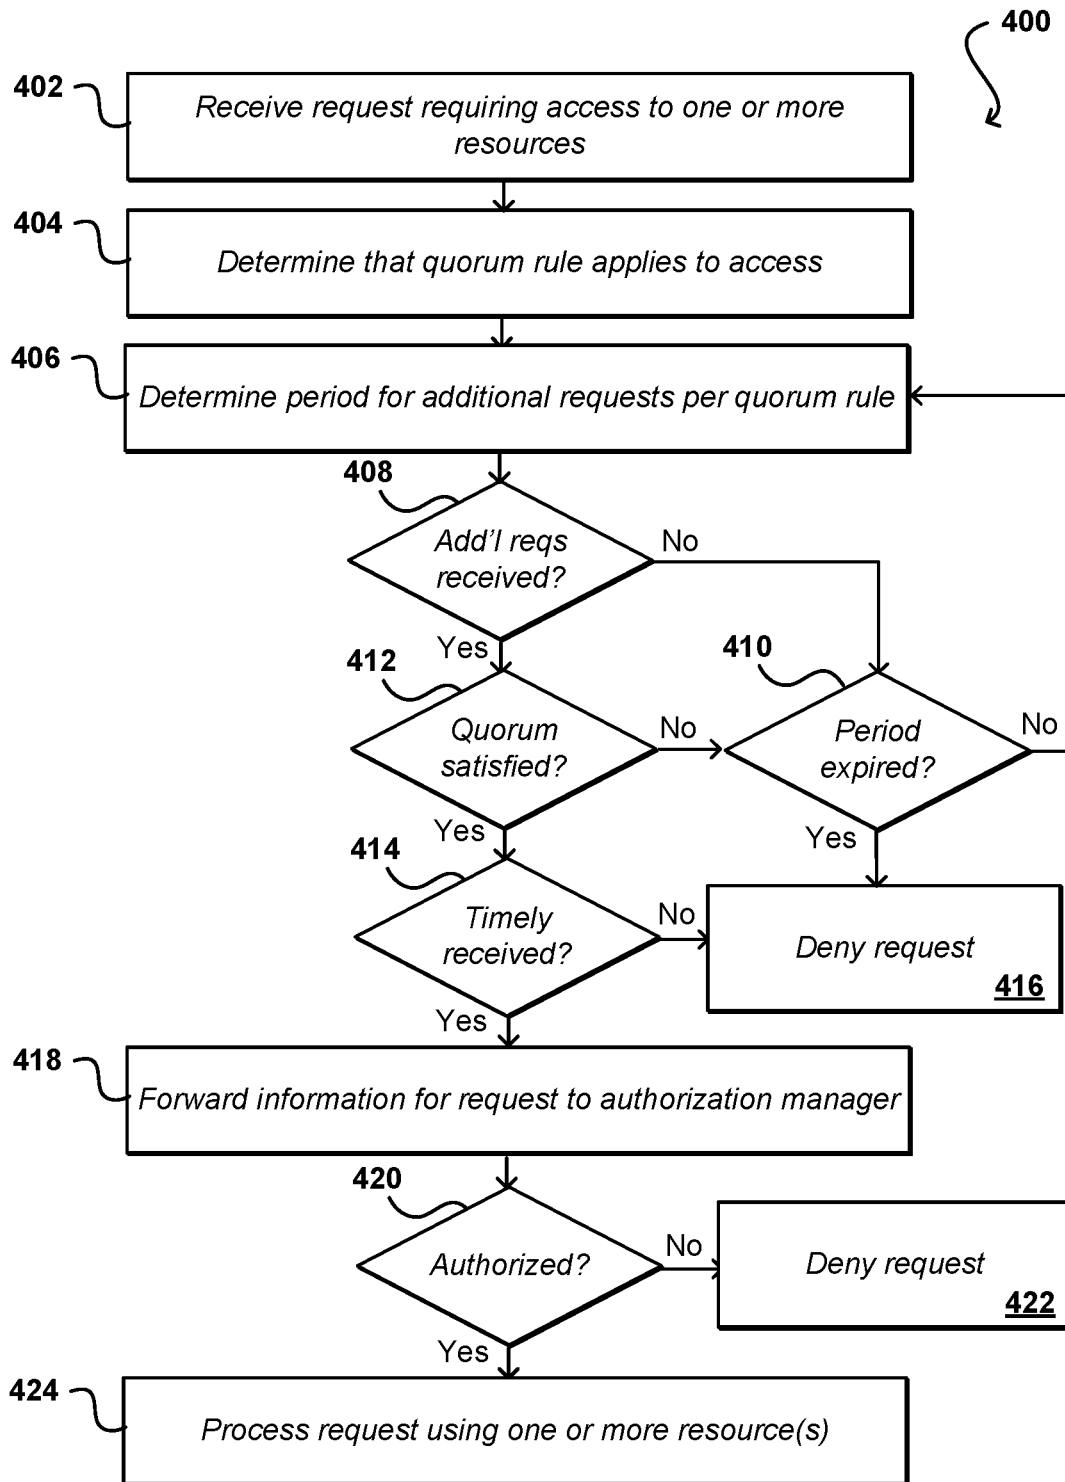 400
402
Receive request requiring access to one or more
resources
404
Determine that quorum rule applies to access
406
Determine period for additional requests per quorum rule
408
Add'l reqs
received?
No
Yes
412
410
Quorum
satisfied?
No
Period
expired?
No
Yes
Yes
414
Timely
received?
No
Deny request
416
Yes
418
Forward information for request to authorization manager
420
Authorized?
No
Deny request
422
Yes
424
Process request using one or more resource(s)